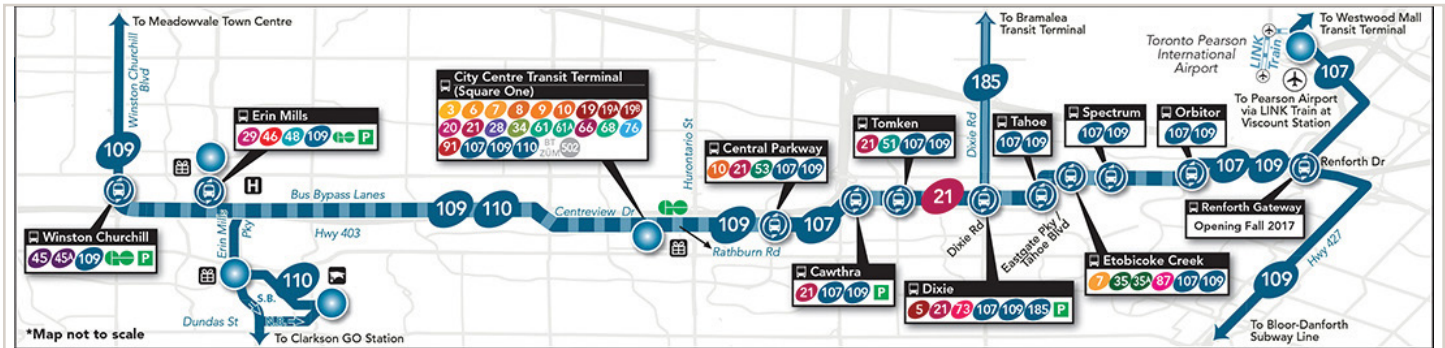 To Meadowvale Town Centre
Winston Churchill
Blvd
109
Erin Mills
29 46 48 109 GO P
H
Winston Churchill
45 45A 109 GO P
Erin Mills
Pky
110
S.B.
N.B.
Dundas St
To Clarkson GO Station
*Map not to scale
Bus Bypass Lanes
Hwy 403
109 110
City Centre Transit Terminal
(Square One)
3 6 7 8 9 10 19 19A 19B
20 21 28 34 61 61A 66 68 76
91 107 109 110 BT
ZÜM 502
Centreview Dr
Hurontario St
GO
Rathburn Rd
109
Central Parkway
10 21 53 107 109
107
Cawthra
21 107 109 P
Tomken
21 51 107 109
21
To Bramalea
Transit Terminal
185
Dixie Rd
Dixie Rd
Dixie
5 21 73 107 109 185 P
Tahoe
107 109
Eastgate Pky /
Tahoe Blvd
Etobicoke Creek
7 35 35A 87 107 109
Spectrum
107 109
Orbitor
107 109
107 109
Renforth Dr
Renforth Gateway
Opening Fall 2017
Toronto Pearson
International
Airport
LINK
Train
To Westwood Mall
Transit Terminal
107
To Pearson Airport
via LINK Train at
Viscount Station
Hwy 427
109
To Bloor-Danforth
Subway Line